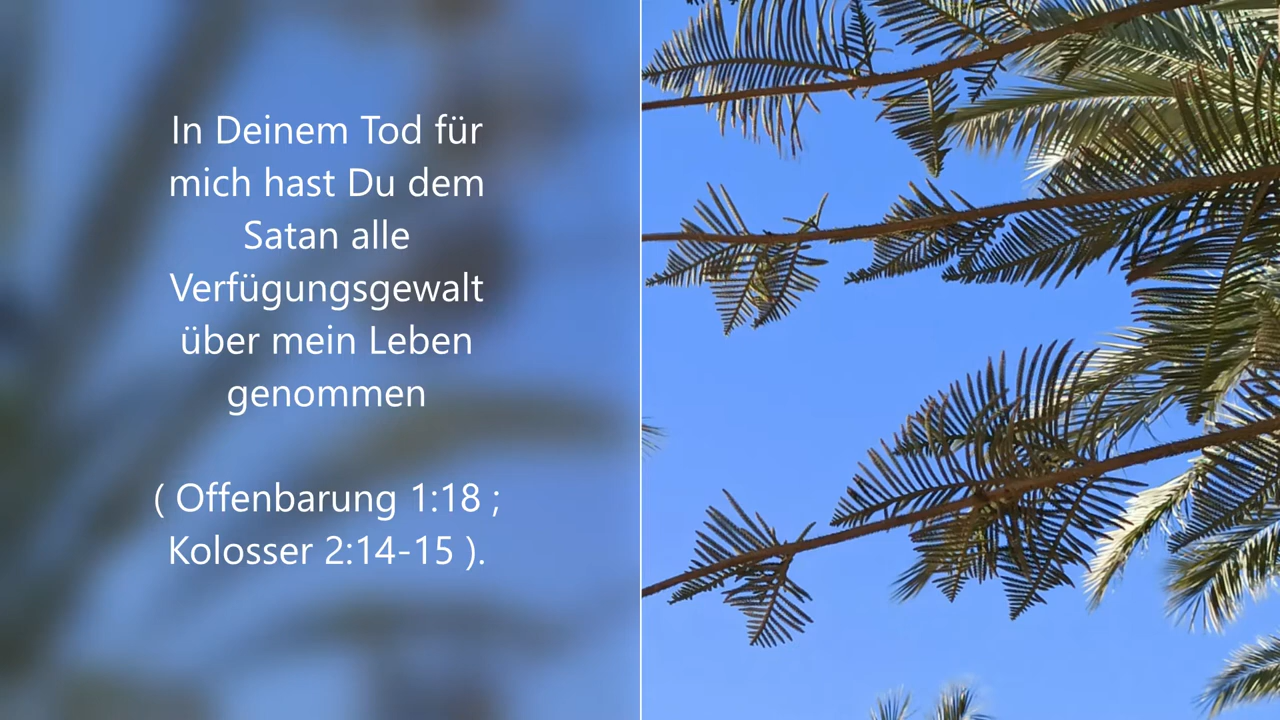 In Deinem Tod für
mich hast Du dem
Satan alle
Verfügungsgewalt
über mein Leben
genommen
( Offenbarung 1:18 ;
Kolosser 2:14-15 ).